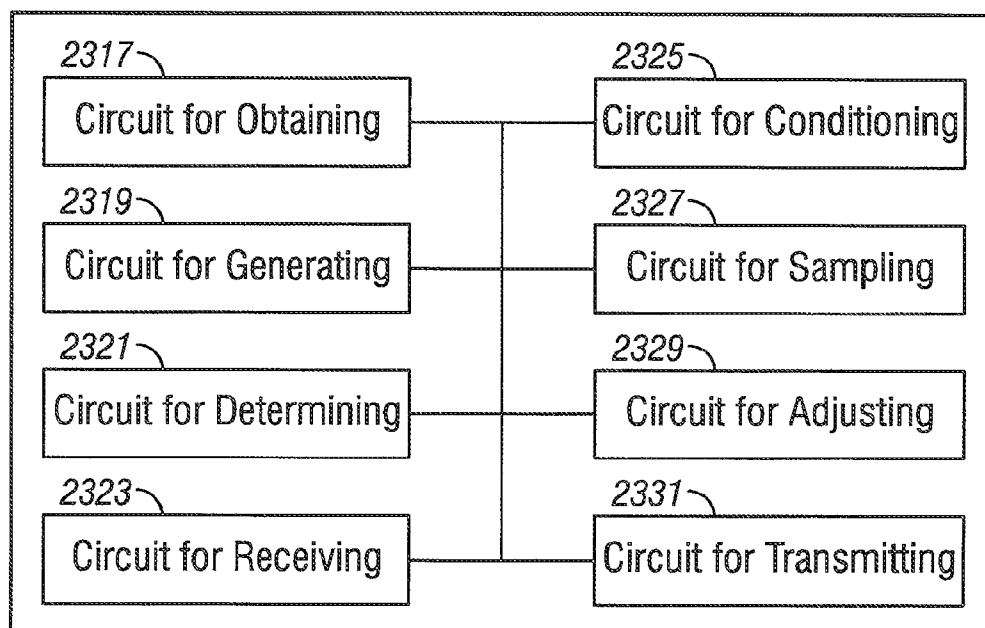 2317
Circuit for Obtaining
2325
Circuit for Conditioning
2319
Circuit for Generating
2327
Circuit for Sampling
2321
Circuit for Determining
2329
Circuit for Adjusting
2323
Circuit for Receiving
2331
Circuit for Transmitting